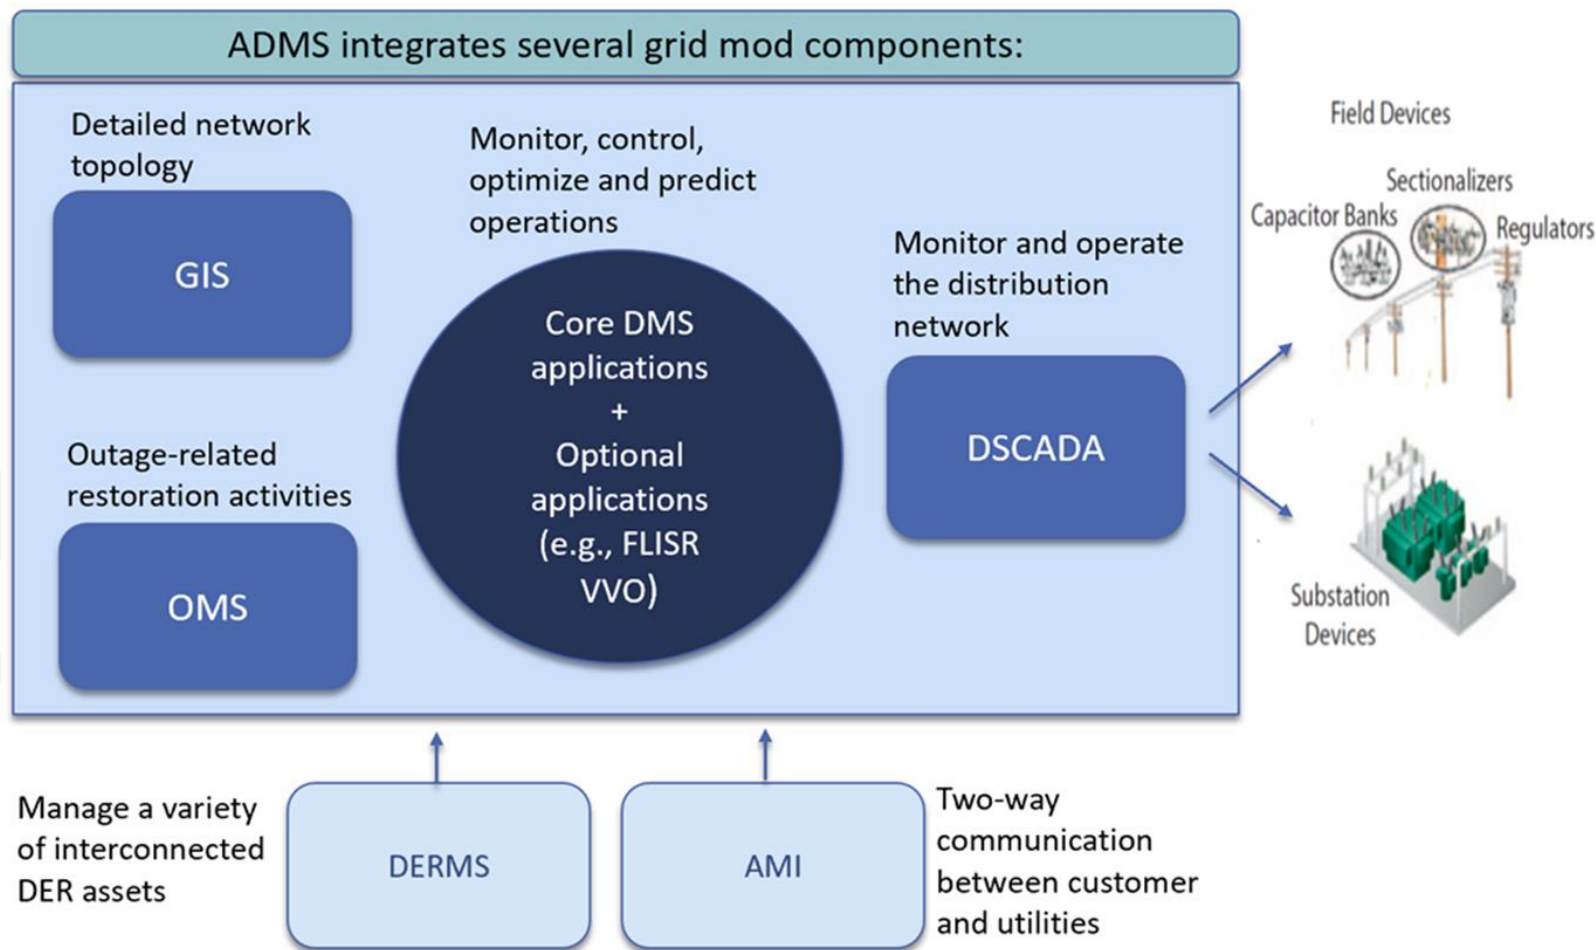 ADMS integrates several grid mod components:
Detailed network
topology
GIS
Outage-related
restoration activities
OMS
Monitor, control,
optimize and predict
operations
Core DMS
applications
+
Optional
applications
(e.g., FLISR
VVO)
Monitor and operate
the distribution
network
DSCADA
Field Devices
Sectionalizers
Capacitor Banks
Regulators
Substation
Devices
Manage a variety
of interconnected
DER assets
DERMS
AMI
Two-way
communication
between customer
and utilities